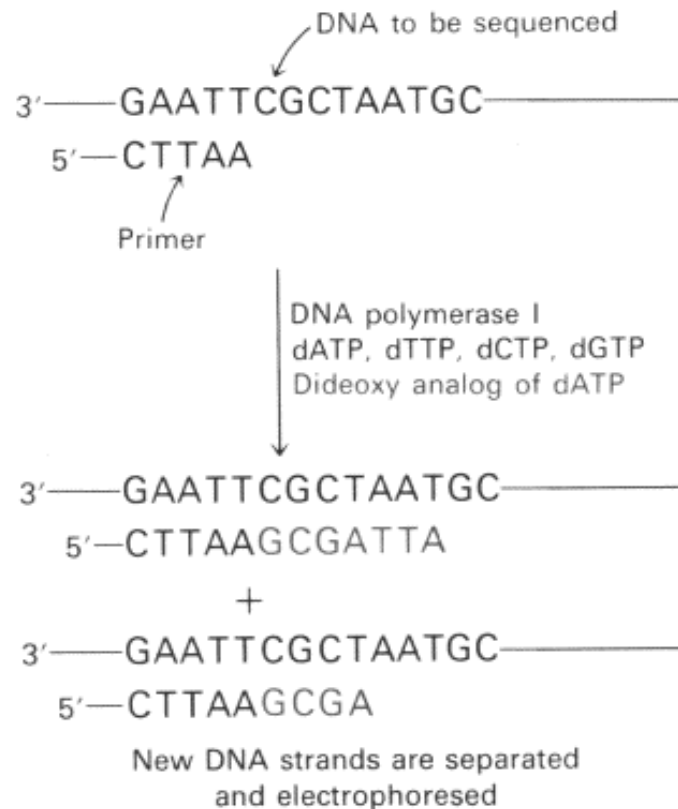 DNA to be sequenced
3′—GAATTCGCTAATGC—
5′—CTTAA
Primer
DNA polymerase I
dATP, dTTP, dCTP, dGTP
Dideoxy analog of dATP
3′—GAATTCGCTAATGC—
5′—CTTAAGCGATTA
+
3′—GAATTCGCTAATGC—
5′—CTTAAGCGA
New DNA strands are separated
and electrophoresed